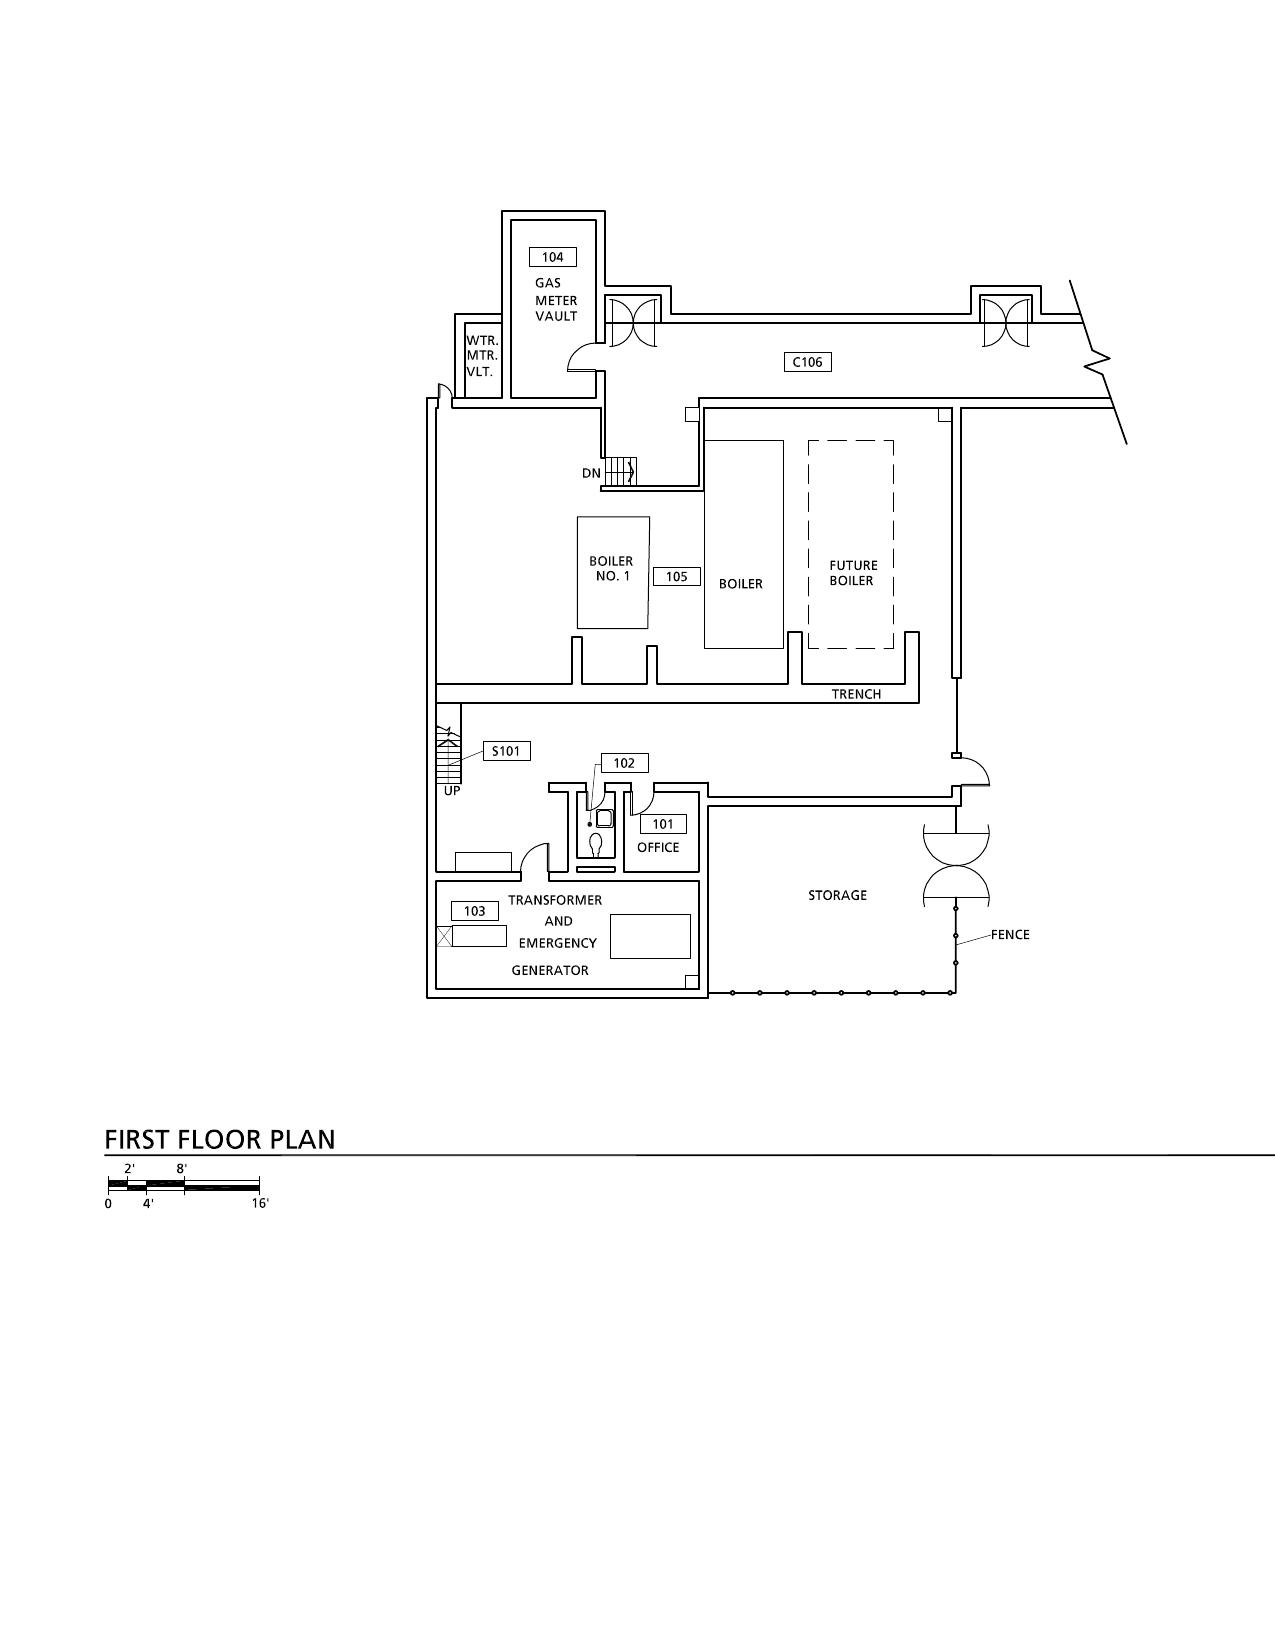 104
GAS
METER
VAULT
WTR.
MTR.
VLT.
C106
DN
BOILER
NO. 1
105
BOILER
FUTURE
BOILER
TRENCH
S101
UP
102
101
OFFICE
STORAGE
103
TRANSFORMER
AND
EMERGENCY
GENERATOR
FENCE
FIRST FLOOR PLAN
2' 8'
0 4' 16'